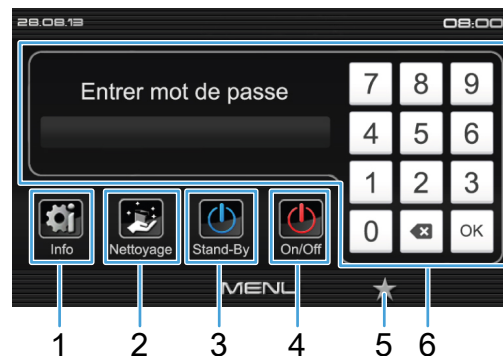 28.08.13 08:00
Entrer mot de passe
7 8 9
4 5 6
1 2 3
0 OK
Info Nettoyage Stand-By On/Off
MENU
1 2 3 4 5 6